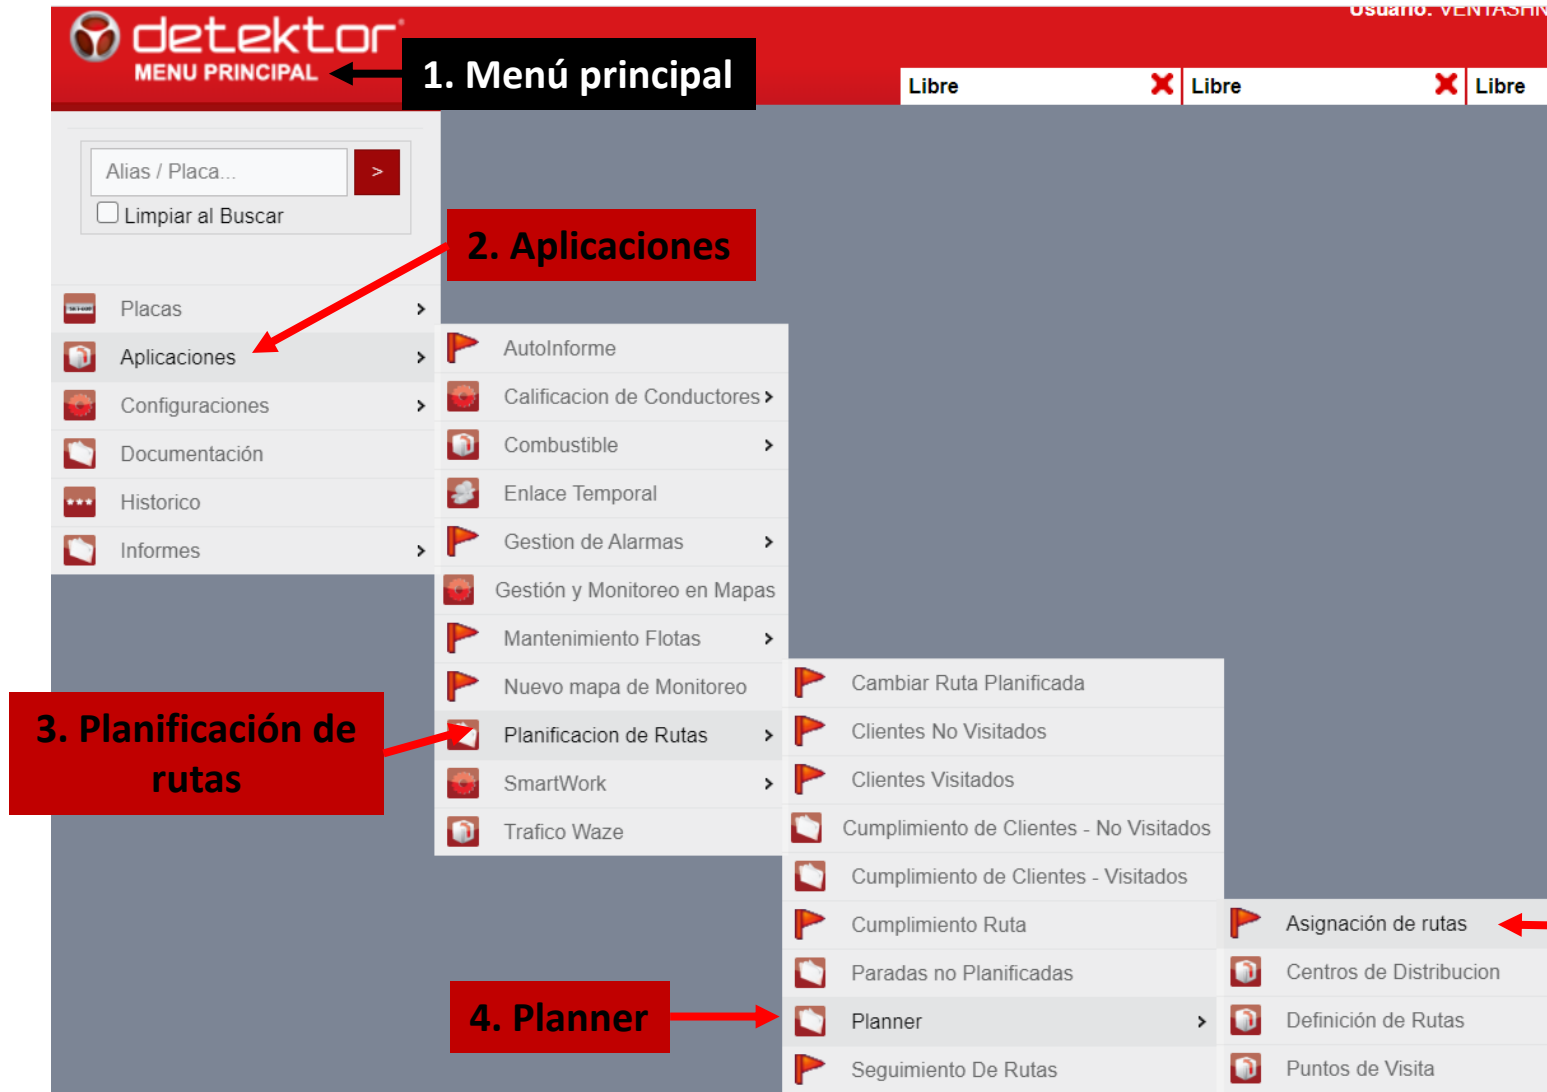 Usuario: VENTASHN
detektor
MENU PRINCIPAL
1. Menú principal
Libre
Libre
Libre
Alias / Placa...
>
Limpiar al Buscar
2. Aplicaciones
Placas
Aplicaciones
Configuraciones
Documentación
Historico
Informes
AutoInforme
Calificacion de Conductores
Combustible
Enlace Temporal
Gestion de Alarmas
Gestión y Monitoreo en Mapas
Mantenimiento Flotas
Nuevo mapa de Monitoreo
Planificacion de Rutas
SmartWork
Trafico Waze
3. Planificación de
rutas
Cambiar Ruta Planificada
Clientes No Visitados
Clientes Visitados
Cumplimiento de Clientes - No Visitados
Cumplimiento de Clientes - Visitados
Cumplimiento Ruta
Paradas no Planificadas
Planner
Seguimiento De Rutas
4. Planner
Asignación de rutas
Centros de Distribucion
Definición de Rutas
Puntos de Visita